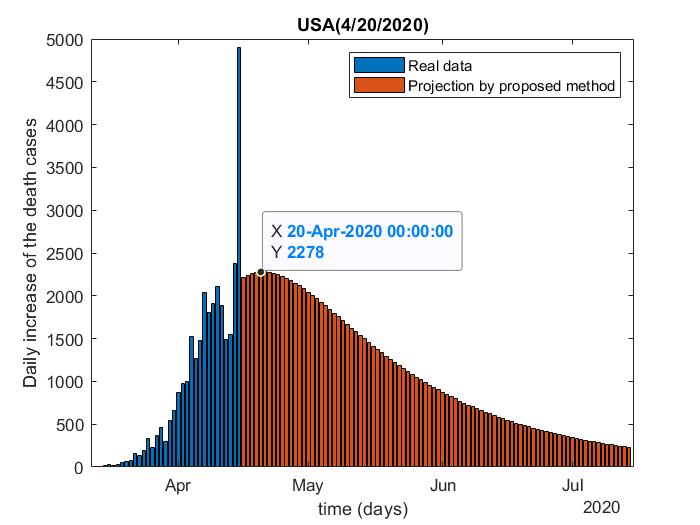 USA(4/20/2020)
5000
4500
4000
3500
3000
2500
2000
1500
1000
500
0
Daily increase of the death cases
Real data
Projection by proposed method
X 20-Apr-2020 00:00:00
Y 2278
Apr
May
Jun
Jul
time (days)
2020